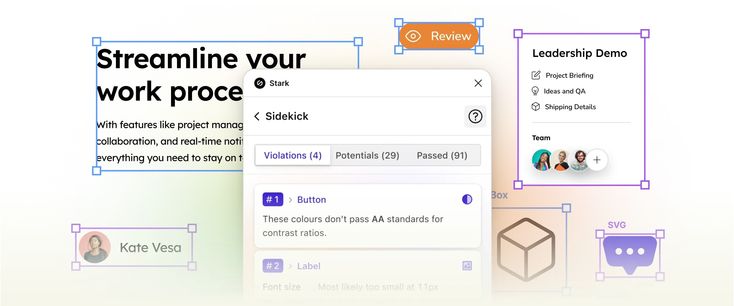 Streamline your
work proce
With features like project manag
collaboration, and real-time noti
everything you need to stay on t
Review
Stark
Sidekick
Violations (4)
Potentials (29)
Passed (91)
# 1 > Button
These colours don't pass AA standards for
contrast ratios.
# 2 > Label
Font size
Most likely too small at 11px
Leadership Demo
Project Briefing
Ideas and QA
Shipping Details
Team
+
Kate Vesa
Box
SVG